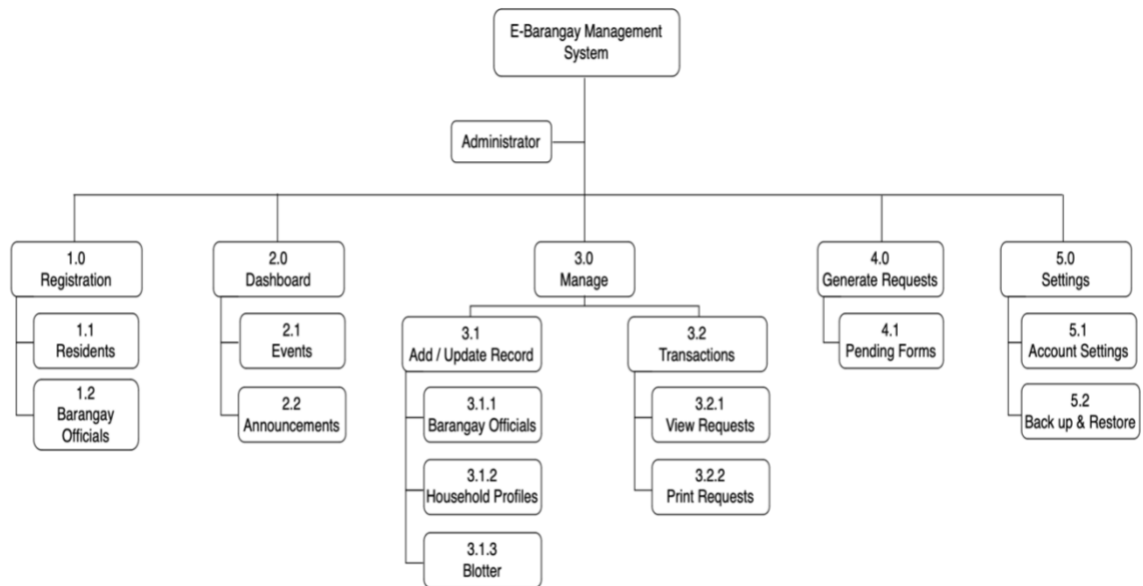 E-Barangay Management
System
Administrator
1.0
Registration
2.0
Dashboard
3.0
Manage
4.0
Generate Requests
5.0
Settings
1.1
Residents
1.2
Barangay
Officials
2.1
Events
2.2
Announcements
3.1
Add / Update Record
3.1.1
Barangay Officials
3.1.2
Household Profiles
3.1.3
Blotter
3.2
Transactions
3.2.1
View Requests
3.2.2
Print Requests
4.1
Pending Forms
5.1
Account Settings
5.2
Back up & Restore